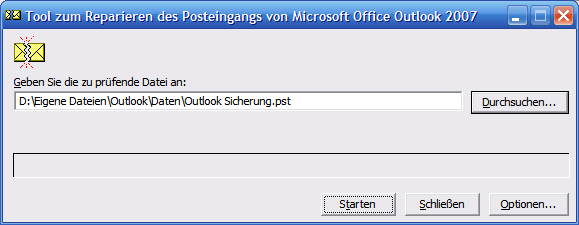 Tool zum Reparieren des Posteingangs von Microsoft Office Outlook 2007
Geben Sie die zu prüfende Datei an:
D:\Eigene Dateien\Outlook\Daten\Outlook Sicherung.pst
Durchsuchen...
Starten
Schließen
Optionen...